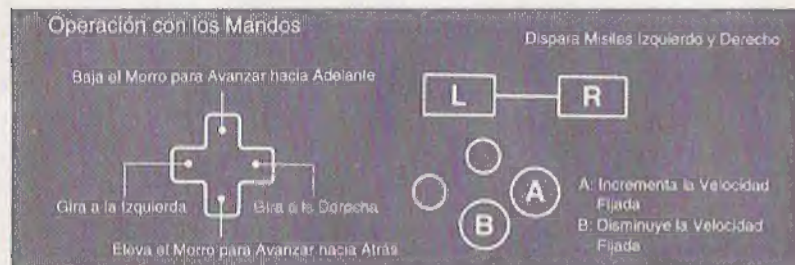 Operación con los Mandos
Dispara Misiles Izquierdo y Derecho
Baja el Morro para Avanzar hacia Adelante
L R
Gira a la Izquierda Gira a la Derecha
A
B
A: Incrementa la Velocidad
Fijada
B: Disminuye la Velocidad
Fijada
Eleva el Morro para Avanzar hacia Atrás